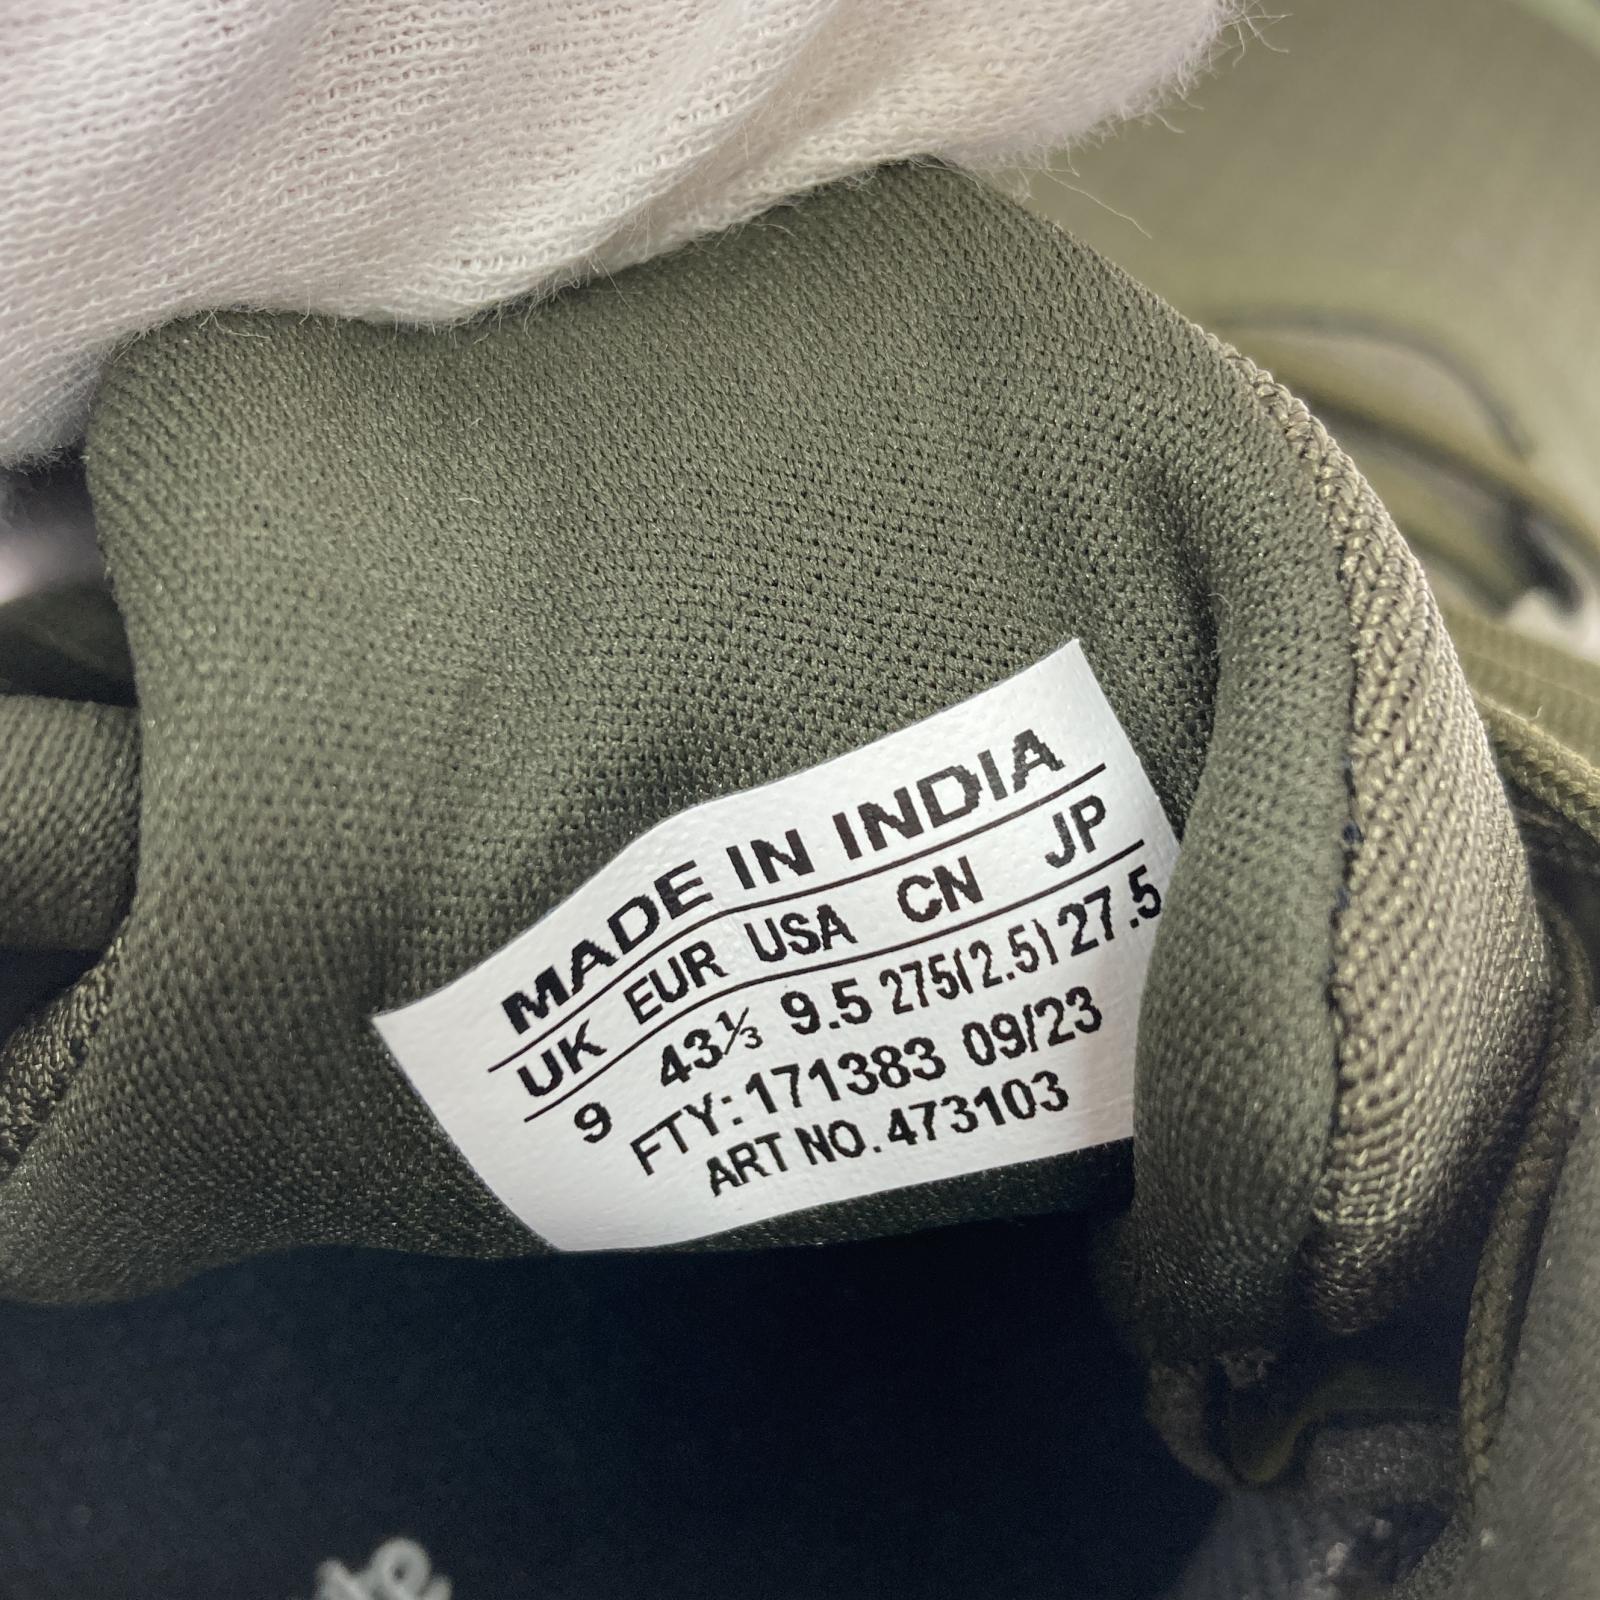 MADE IN INDIA
UK EUR USA CN JP
9 43⅓ 9.5 275(2.5) 27.5
FTY:171383 09/23
ART NO. 473103